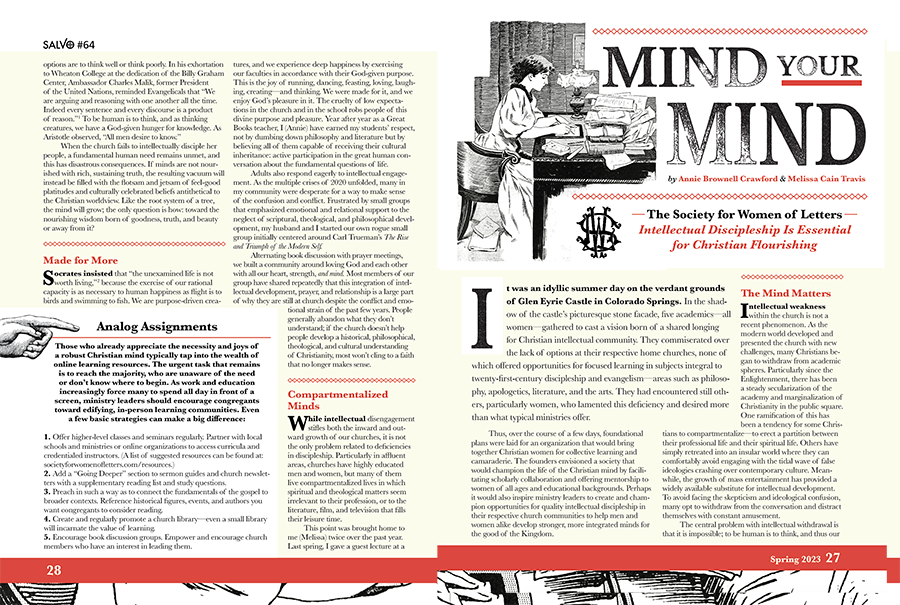 SALVO #64
options are to think well or think poorly. In his exhortation
to Wheaton College at the dedication of the Billy Graham
Center, Ambassador Charles Malik, former President
of the United Nations, reminded Evangelicals that “We
are arguing and reasoning with one another all the time.
Indeed every sentence and every discourse is a product
of reason.”¹ To be human is to think, and as thinking
creatures, we have a God-given hunger for knowledge. As
Aristotle observed, “All men desire to know.”
When the church fails to intellectually disciple her
people, a fundamental human need remains unmet, and
this has disastrous consequences. If minds are not nour-
ished with rich, sustaining truth, the resulting vacuum will
instead be filled with the flotsam and jetsam of feel-good
platitudes and culturally celebrated beliefs antithetical to
the Christian worldview. Like the root system of a tree,
the mind will grow; the only question is how: toward the
nourishing wisdom born of goodness, truth, and beauty
or away from it?
Made for More
Socrates insisted that “the unexamined life is not
worth living,”² because the exercise of our rational
capacity is as necessary to human happiness as flight is to
birds and swimming to fish. We are purpose-driven crea-
tures, and we experience deep happiness by exercising
our faculties in accordance with their God-given purpose.
This is the joy of running, dancing, feasting, loving, laugh-
ing, creating—and thinking. We were made for it, and we
enjoy God’s pleasure in it. The cruelty of low expecta-
tions in the church and in the school robs people of this
divine purpose and pleasure. Year after year as a Great
Books teacher, I (Annie) have earned my students’ respect,
not by dumbing down philosophy and literature but by
believing all of them capable of receiving their cultural
inheritance: active participation in the great human con-
versation about the fundamental questions of life.
Adults also respond eagerly to intellectual engage-
ment. As the multiple crises of 2020 unfolded, many in
my community were desperate for a way to make sense
of the confusion and conflict. Frustrated by small groups
that emphasized emotional and relational support to the
neglect of scriptural, theological, and philosophical devel-
opment, my husband and I started our own rogue small
group initially centered around Carl Trueman’s The Rise
and Triumph of the Modern Self.
Alternating book discussion with prayer meetings,
we built a community around loving God and each other
with all our heart, strength, and mind. Most members of our
group have shared repeatedly that this integration of intel-
lectual development, prayer, and relationship is a large part
of why they are still at church despite the conflict and emo-
tional strain of the past few years. People
generally abandon what they don’t
understand; if the church doesn’t help
people develop a historical, philosophical,
theological, and cultural understanding
of Christianity, most won’t cling to a faith
that no longer makes sense.
Compartmentalized
Minds
While intellectual disengagement
stifles both the inward and out-
ward growth of our churches, it is not
the only problem related to deficiencies
in discipleship. Particularly in affluent
areas, churches have highly educated
men and women, but many of them
live compartmentalized lives in which
spiritual and theological matters seem
irrelevant to their profession, or to the
literature, film, and television that fills
their leisure time.
This point was brought home to
me (Melissa) twice over the past year.
Last spring, I gave a guest lecture at a
Analog Assignments
Those who already appreciate the necessity and joys of
a robust Christian mind typically tap into the wealth of
online learning resources. The urgent task that remains
is to reach the majority, who are unaware of the need
or don’t know where to begin. As work and education
increasingly force many to spend all day in front of a
screen, ministry leaders should encourage congregants
toward edifying, in-person learning communities. Even
a few basic strategies can make a big difference:
1. Offer higher-level classes and seminars regularly. Partner with local
schools and ministries or online organizations to access curricula and
credentialed instructors. (A list of suggested resources can be found at:
societyforwomenofletters.com/resources.)
2. Add a “Going Deeper” section to sermon guides and church newslet-
ters with a supplementary reading list and study questions.
3. Preach in such a way as to connect the fundamentals of the gospel to
broader contexts. Reference historical figures, events, and authors you
want congregants to consider reading.
4. Create and regularly promote a church library—even a small library
will incarnate the value of learning.
5. Encourage book discussion groups. Empower and encourage church
members who have an interest in leading them.
28
MIND YOUR
MIND
by Annie Brownell Crawford & Melissa Cain Travis
—The Society for Women of Letters—
Intellectual Discipleship Is Essential
for Christian Flourishing
It was an idyllic summer day on the verdant grounds
of Glen Eyrie Castle in Colorado Springs. In the shad-
ow of the castle’s picturesque stone facade, five academics—all
women—gathered to cast a vision born of a shared longing
for Christian intellectual community. They commiserated over
the lack of options at their respective home churches, none of
which offered opportunities for focused learning in subjects integral to
twenty-first-century discipleship and evangelism—areas such as philoso-
phy, apologetics, literature, and the arts. They had encountered still oth-
ers, particularly women, who lamented this deficiency and desired more
than what typical ministries offer.
Thus, over the course of a few days, foundational
plans were laid for an organization that would bring
together Christian women for collective learning and
camaraderie. The founders envisioned a society that
would champion the life of the Christian mind by facili-
tating scholarly collaboration and offering mentorship to
women of all ages and educational backgrounds. Perhaps
it would also inspire ministry leaders to create and cham-
pion opportunities for quality intellectual discipleship in
their respective church communities to help men and
women alike develop stronger, more integrated minds for
the good of the Kingdom.
The Mind Matters
Intellectual weakness
within the church is not a
recent phenomenon. As the
modern world developed and
presented the church with new
challenges, many Christians be-
gan to withdraw from academic
spheres. Particularly since the
Enlightenment, there has been
a steady secularization of the
academy and marginalization of
Christianity in the public square.
One ramification of this has
been a tendency for some Chris-
tians to compartmentalize—to erect a partition between
their professional life and their spiritual life. Others have
simply retreated into an insular world where they can
comfortably avoid engaging with the tidal wave of false
ideologies crashing over contemporary culture. Mean-
while, the growth of mass entertainment has provided a
widely available substitute for intellectual development.
To avoid facing the skepticism and ideological confusion,
many opt to withdraw from the conversation and distract
themselves with constant amusement.
The central problem with intellectual withdrawal is
that it is impossible; to be human is to think, and thus our
Spring 2023 27